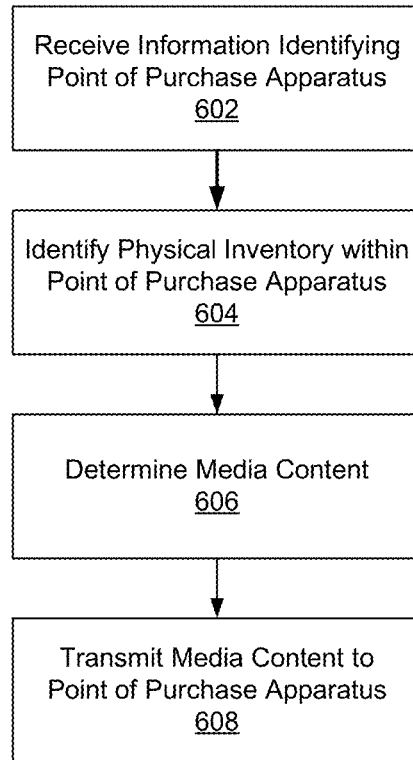 Receive Information Identifying
Point of Purchase Apparatus
602
Identify Physical Inventory within
Point of Purchase Apparatus
604
Determine Media Content
606
Transmit Media Content to
Point of Purchase Apparatus
608